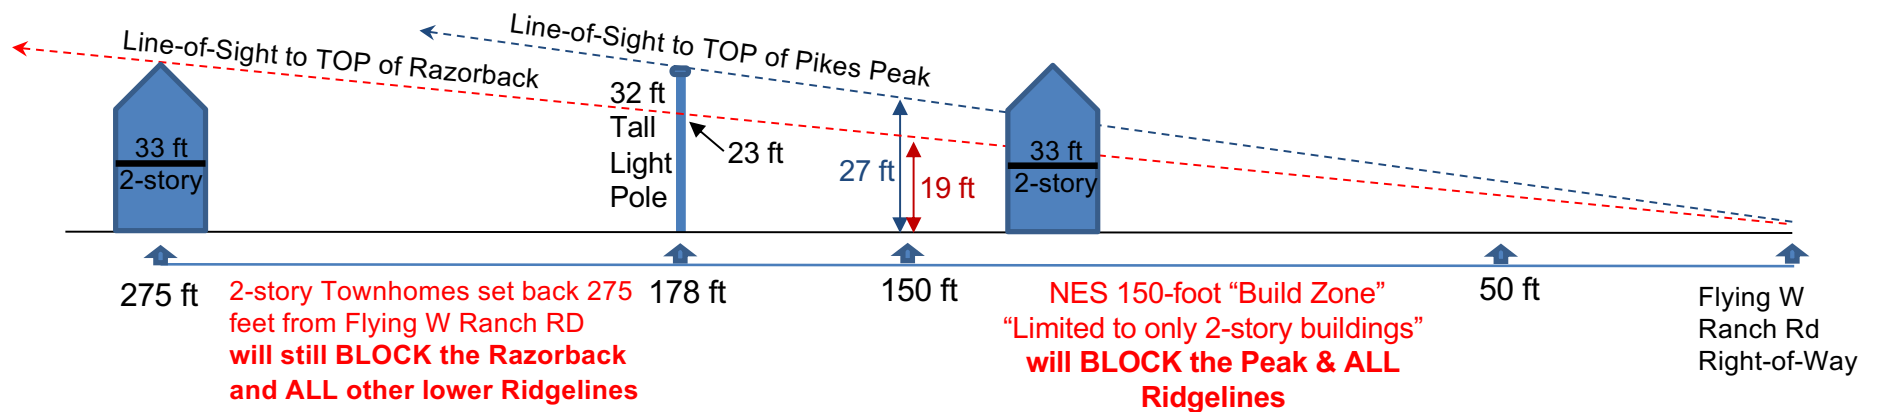 Line-of-Sight to TOP of Razorback
Line-of-Sight to TOP of Pikes Peak
33 ft
2-story
32 ft
Tall
Light
Pole
23 ft
27 ft
19 ft
33 ft
2-story
275 ft
2-story Townhomes set back 275
feet from Flying W Ranch RD
will still BLOCK the Razorback
and ALL other lower Ridgelines
178 ft
150 ft
NES 150-foot “Build Zone”
“Limited to only 2-story buildings”
will BLOCK the Peak & ALL
Ridgelines
50 ft
Flying W
Ranch Rd
Right-of-Way